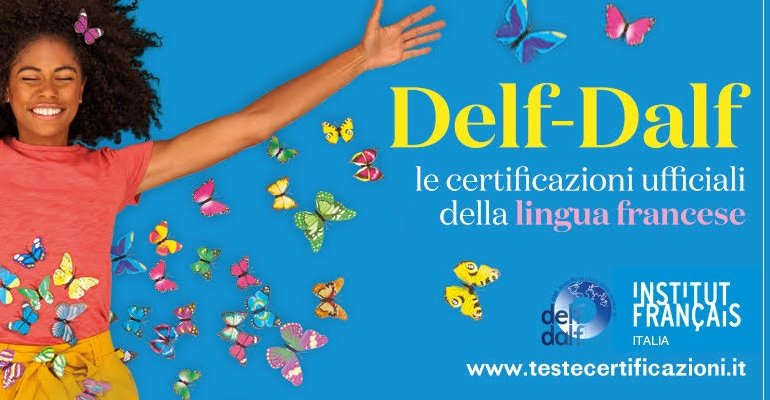 Delf-Dalf
le certificazioni ufficiali
della lingua francese
delf
dalf
INSTITUT
FRANÇAIS
ITALIA
www.testecertificazioni.it